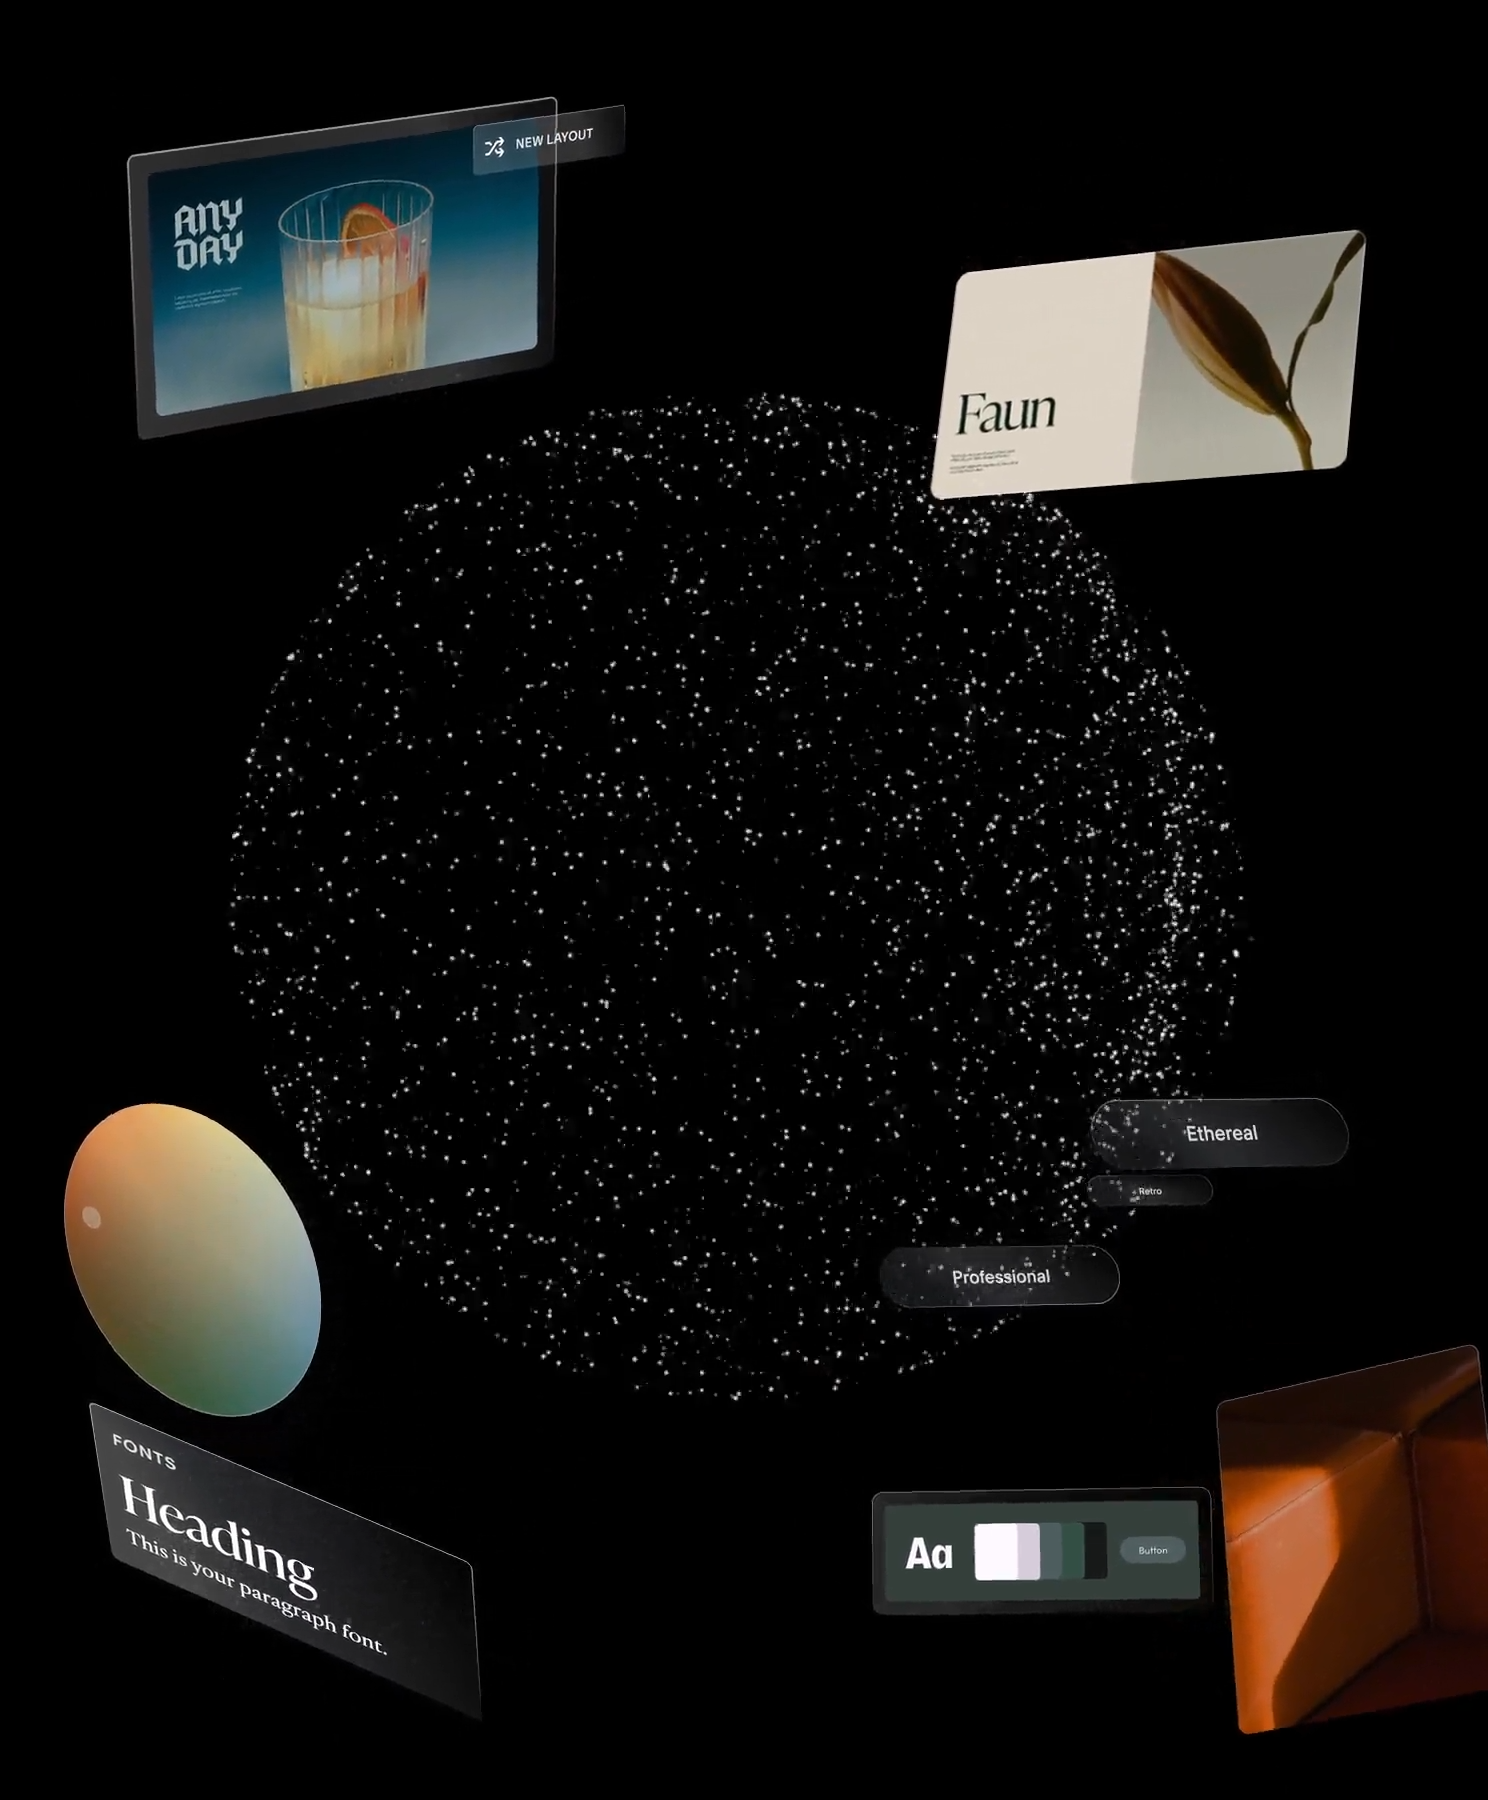 NEW LAYOUT
ANY
DAY
Faun
Ethereal
Retro
Professional
FONTS
Heading
This is your paragraph font.
Aa
Button